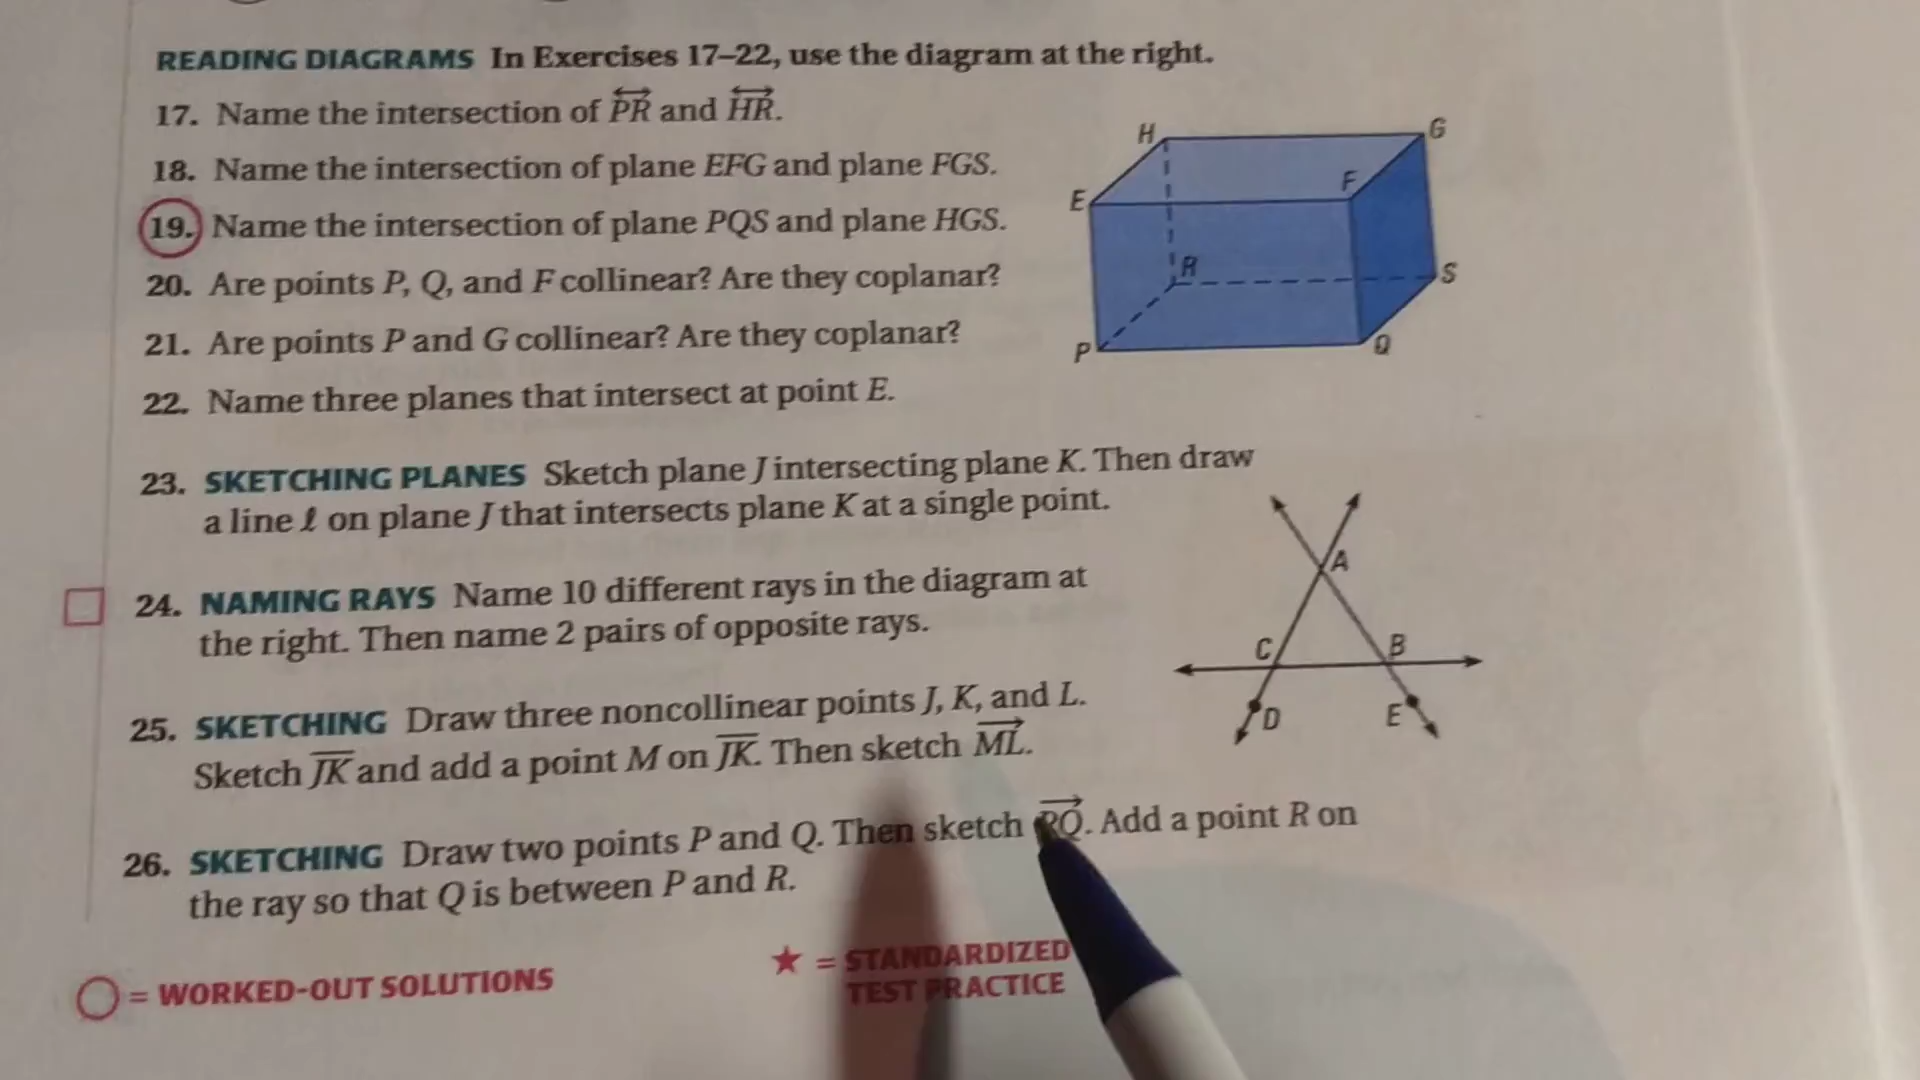 READING DIAGRAMS In Exercises 17–22, use the diagram at the right.
17. Name the intersection of PR and HR.
18. Name the intersection of plane EFG and plane FGS.
19. Name the intersection of plane PQS and plane HGS.
20. Are points P, Q, and F collinear? Are they coplanar?
21. Are points P and G collinear? Are they coplanar?
22. Name three planes that intersect at point E.
H
G
E
F
R
S
P
Q
23. SKETCHING PLANES Sketch plane J intersecting plane K. Then draw
a line ℓ on plane J that intersects plane K at a single point.
24. NAMING RAYS Name 10 different rays in the diagram at
the right. Then name 2 pairs of opposite rays.
A
C
B
D
E
25. SKETCHING Draw three noncollinear points J, K, and L.
Sketch JK and add a point M on JK. Then sketch ML.
26. SKETCHING Draw two points P and Q. Then sketch PQ. Add a point R on
the ray so that Q is between P and R.
= WORKED-OUT SOLUTIONS
★ = STANDARDIZED
TEST PRACTICE